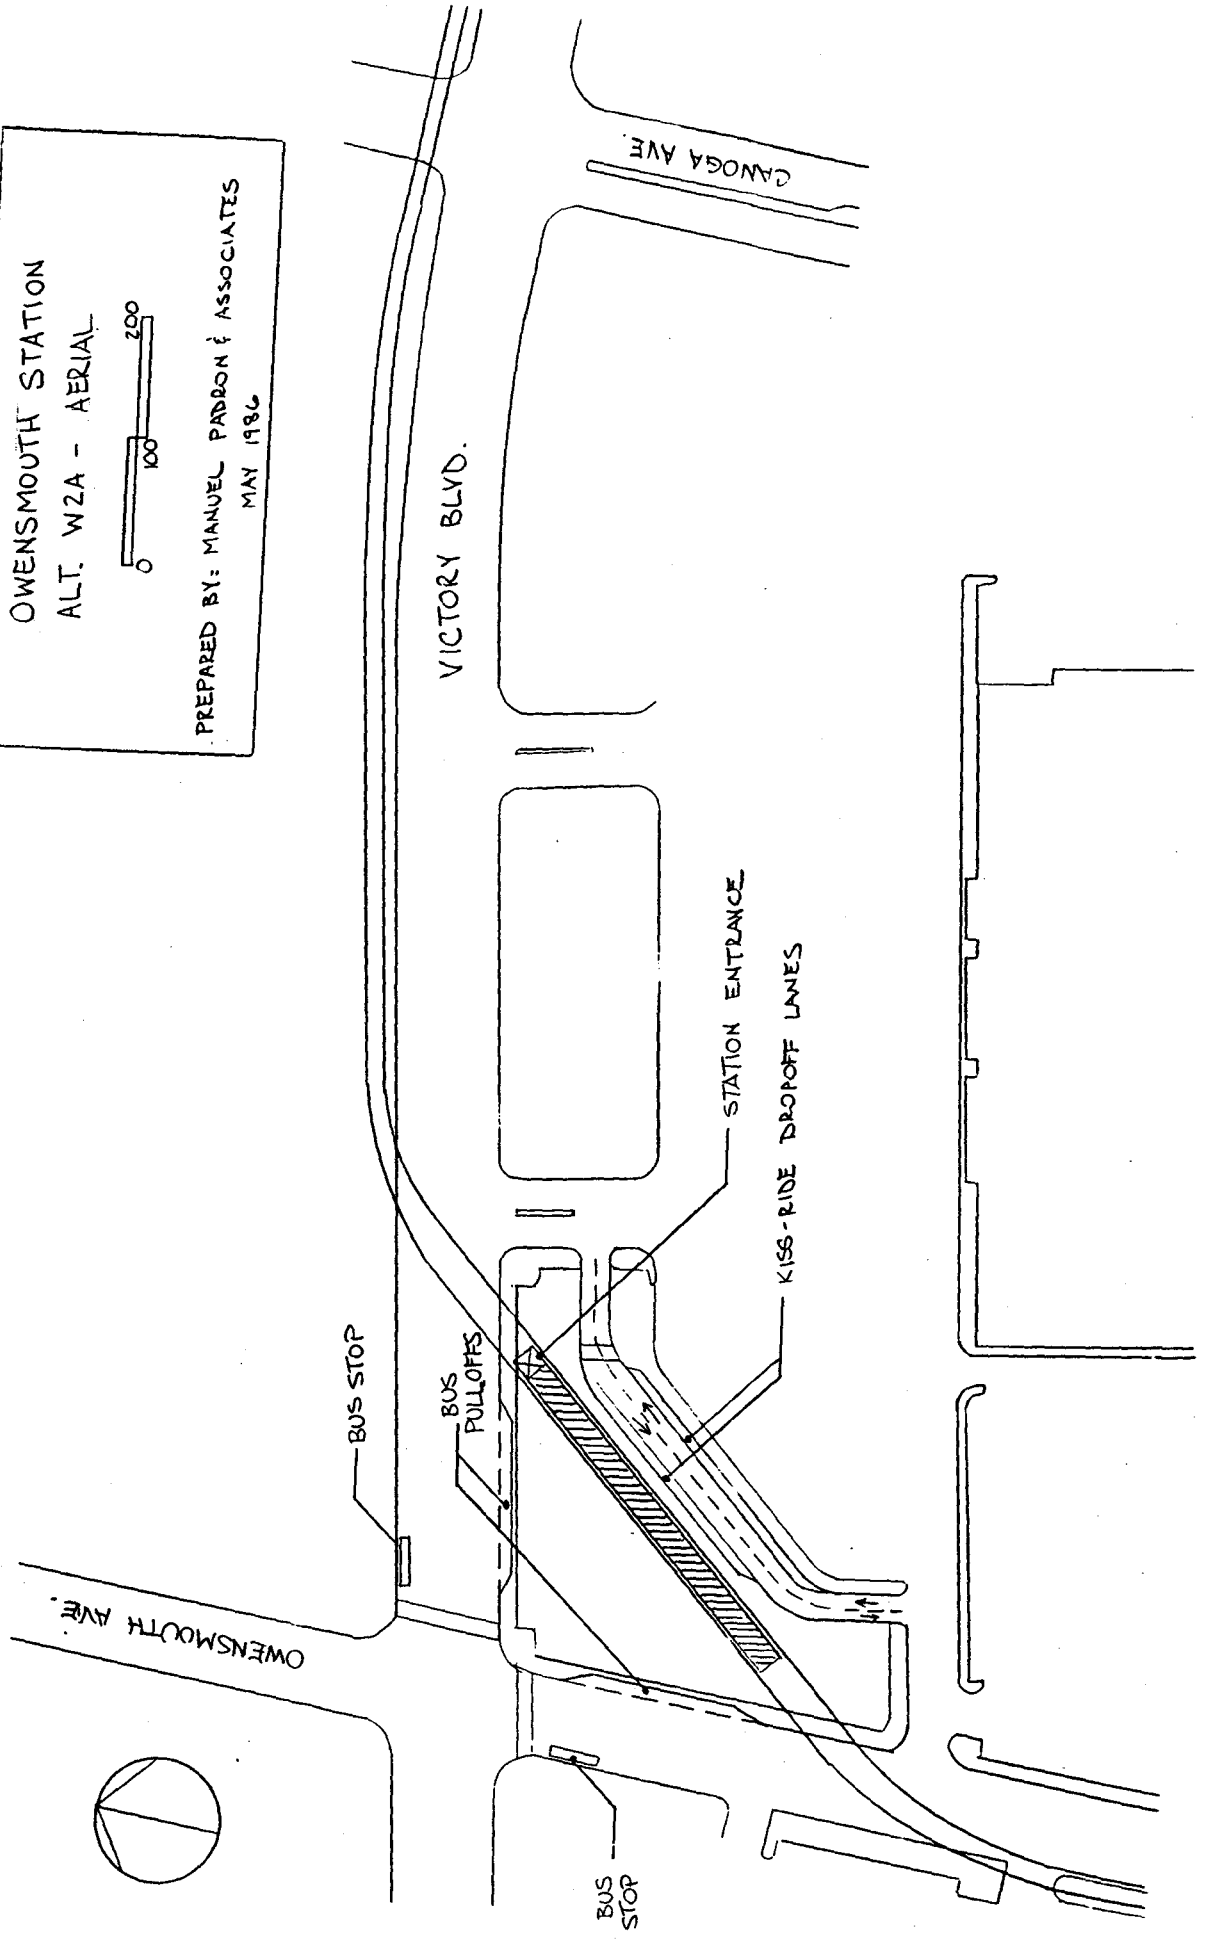 OWENSMOUTH STATION
ALT. W2A - AERIAL
0 100 200
PREPARED BY: MANUEL PADRON & ASSOCIATES
MAY 1986
CANOGA AVE.
VICTORY BLVD.
OWENSMOUTH AVE.
BUS STOP
BUS
PULLOFFS
STATION ENTRANCE
KISS-RIDE DROPOFF LANES
BUS
STOP